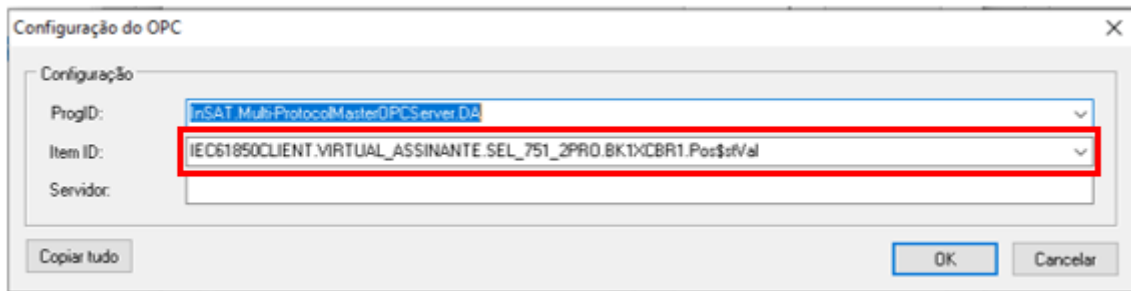 Configuração do OPC
Configuração
ProgID: InSAT.Multi-ProtocolMasterOPCServer.DA
Item ID: IEC61850CLIENT.VIRTUAL_ASSINANTE.SEL_751_2PRO.BK1XCBR1.Pos$stVal
Servidor:
Copiar tudo OK Cancelar